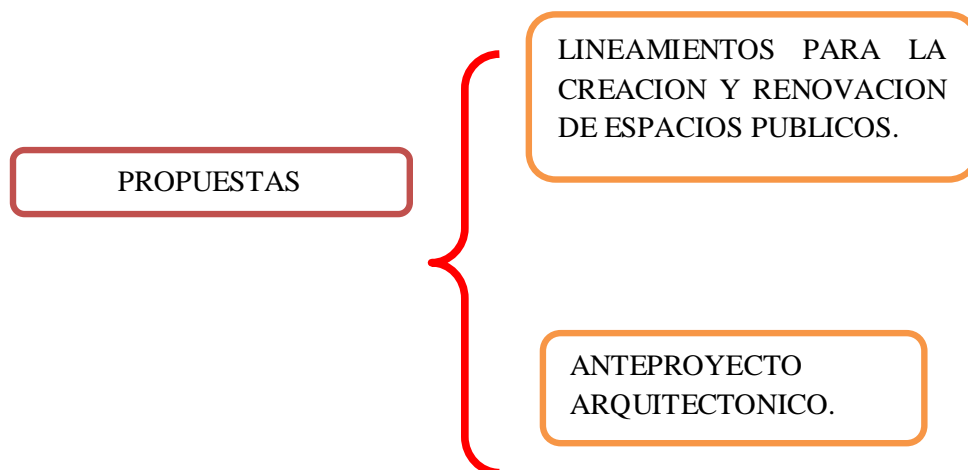 PROPUESTAS
LINEAMIENTOS PARA LA
CREACION Y RENOVACION
DE ESPACIOS PUBLICOS.
ANTEPROYECTO
ARQUITECTONICO.